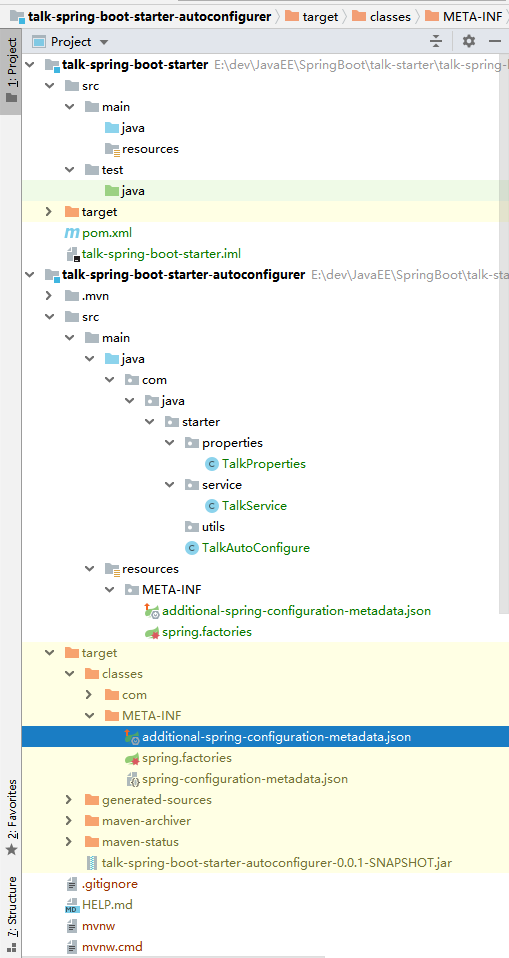 talk-spring-boot-starter-autoconfigurer target classes META-INF
1: Project
Project
talk-spring-boot-starter E:\dev\JavaEE\SpringBoot\talk-starter\talk-spring-b
src
main
java
resources
test
java
target
pom.xml
talk-spring-boot-starter.iml
talk-spring-boot-starter-autoconfigurer E:\dev\JavaEE\SpringBoot\talk-sta
.mvn
src
main
java
com
java
starter
properties
TalkProperties
service
TalkService
utils
TalkAutoConfigure
resources
META-INF
additional-spring-configuration-metadata.json
spring.factories
target
classes
com
META-INF
additional-spring-configuration-metadata.json
spring.factories
spring-configuration-metadata.json
generated-sources
maven-archiver
maven-status
talk-spring-boot-starter-autoconfigurer-0.0.1-SNAPSHOT.jar
.gitignore
HELP.md
mvnw
mvnw.cmd
2: Favorites
7: Structure